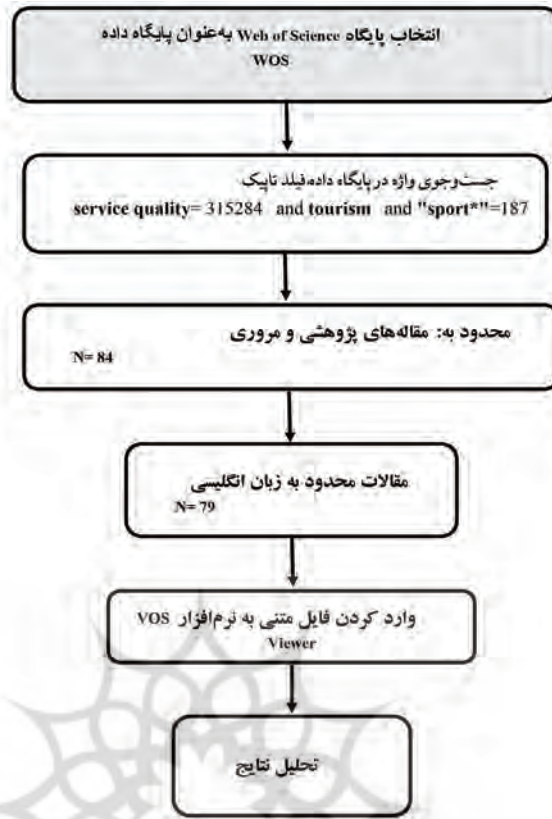 انتخاب پایگاه Web of Science به‌عنوان پایگاه داده
WOS
جست‌وجوی واژه در پایگاه داده،فیلد تاپیک
service quality= 315284 and tourism and "sport*"=187
محدود به: مقاله‌های پژوهشی و مروری
N= 84
مقالات محدود به زبان انگلیسی
N= 79
وارد کردن فایل متنی به نرم‌افزار VOS
Viewer
تحلیل نتایج